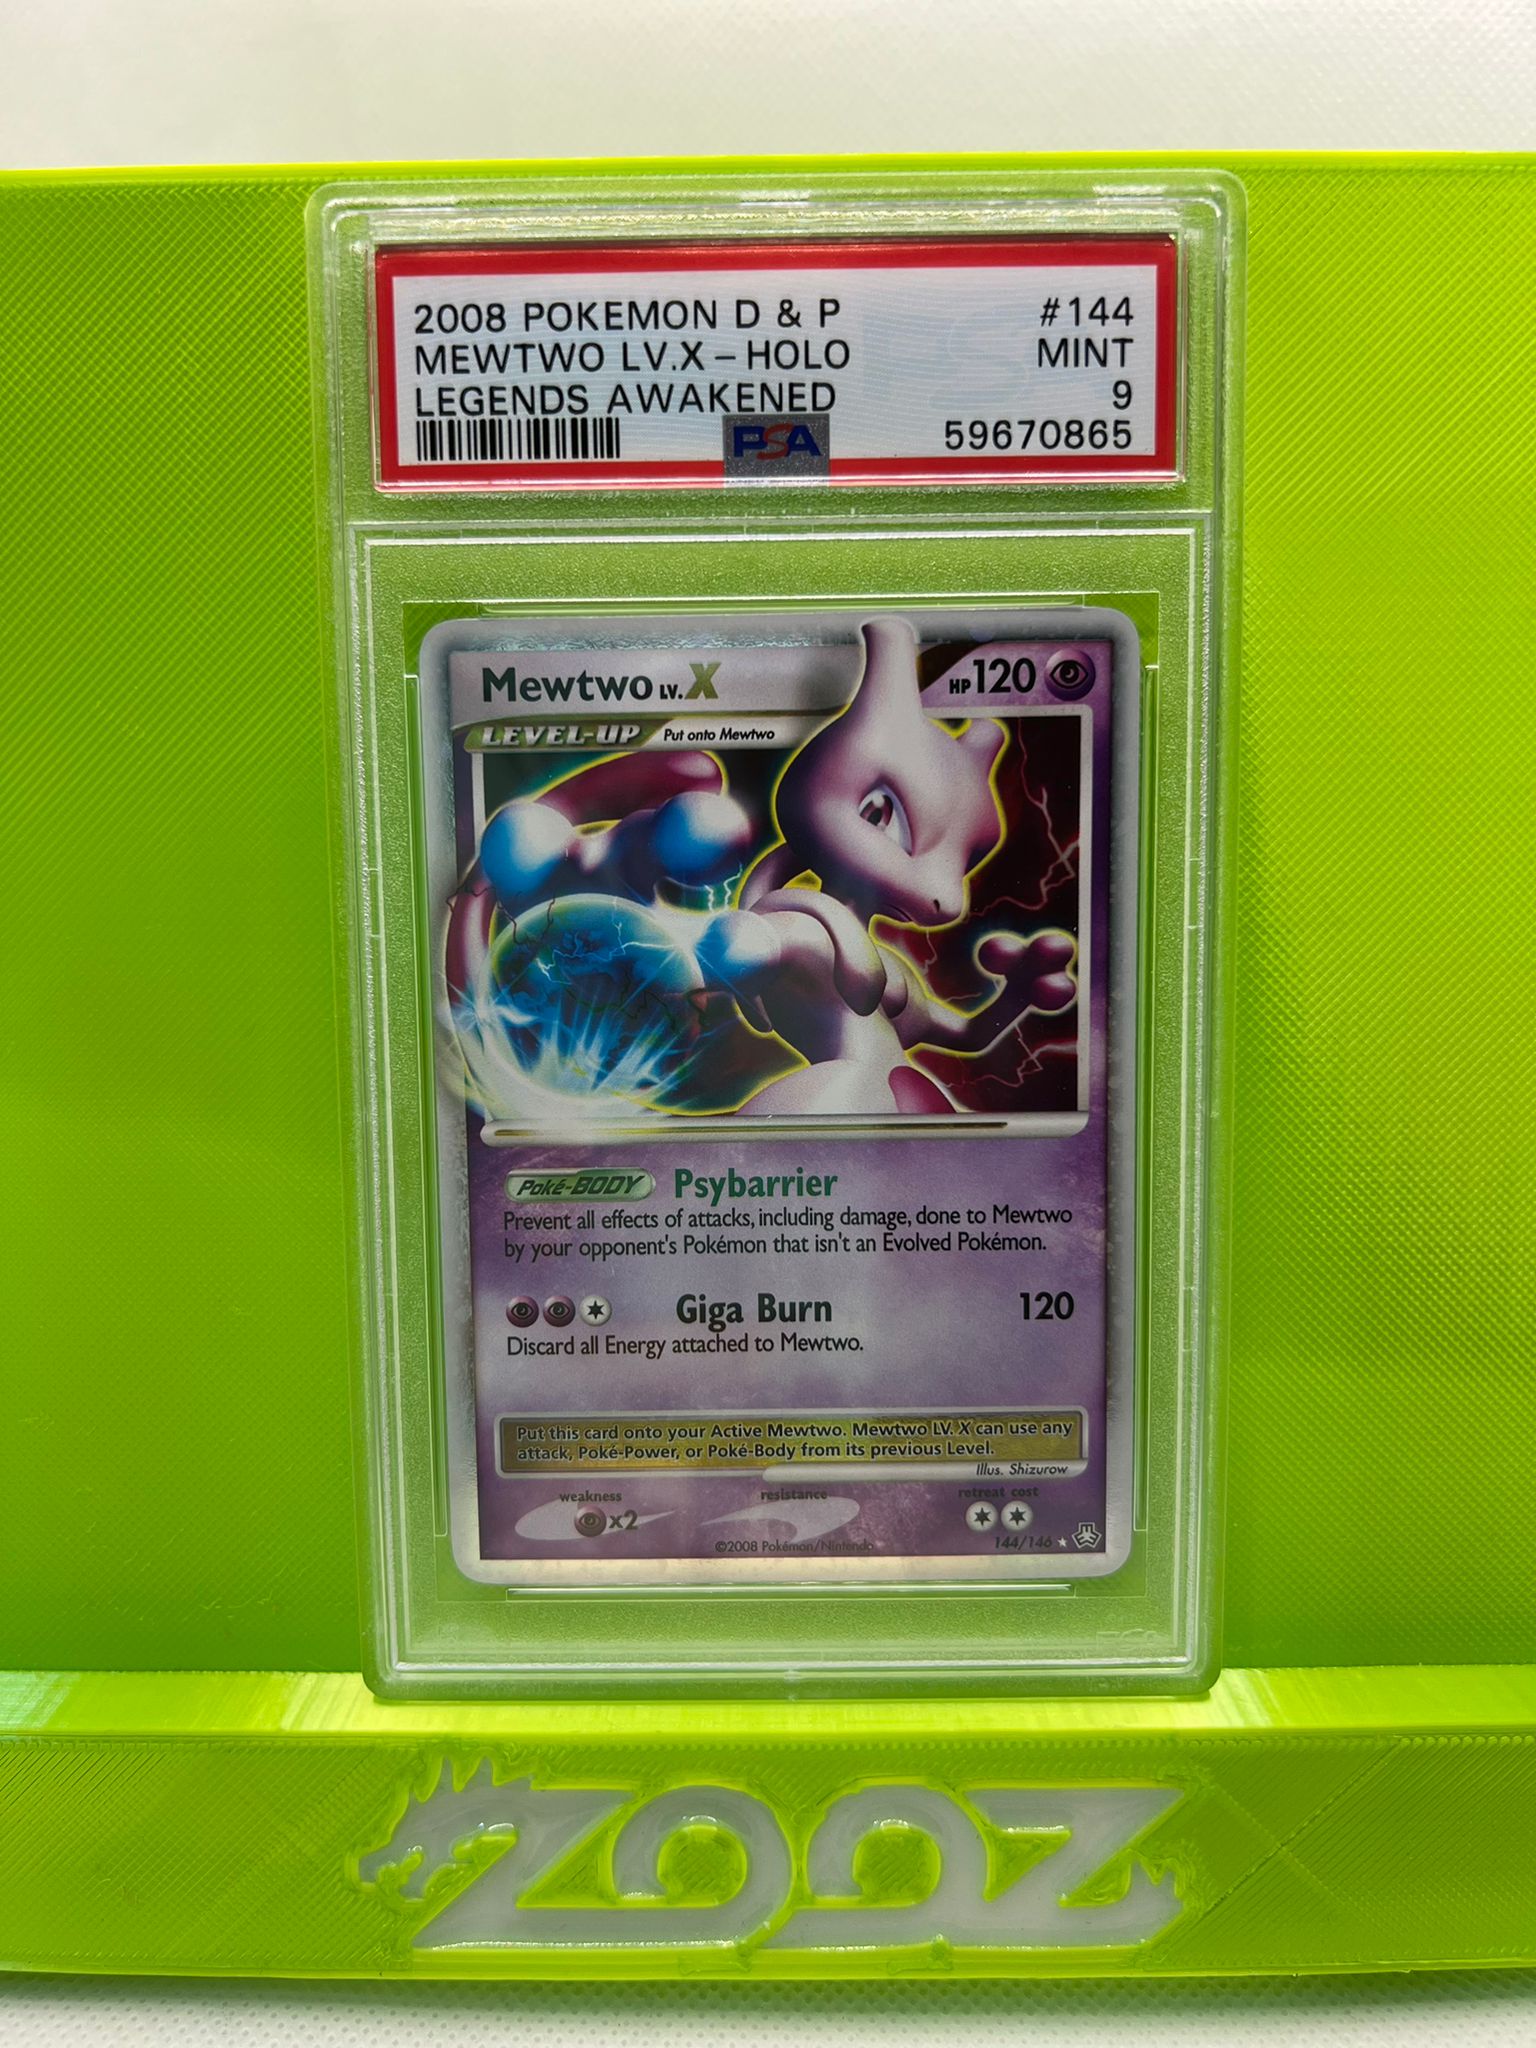 2008 POKEMON D & P #144
MEWTWO LV.X – HOLO MINT
LEGENDS AWAKENED 9
PSA 59670865
Mewtwo LV.X HP 120
LEVEL-UP Put onto Mewtwo
Poké-BODY Psybarrier
Prevent all effects of attacks, including damage, done to Mewtwo
by your opponent's Pokémon that isn't an Evolved Pokémon.
Giga Burn 120
Discard all Energy attached to Mewtwo.
Put this card onto your Active Mewtwo. Mewtwo LV. X can use any
attack, Poké-Power, or Poké-Body from its previous Level.
Illus. Shizurow
weakness resistance retreat cost
x2
©2008 Pokémon/Nintendo 144/146
ZOOZ